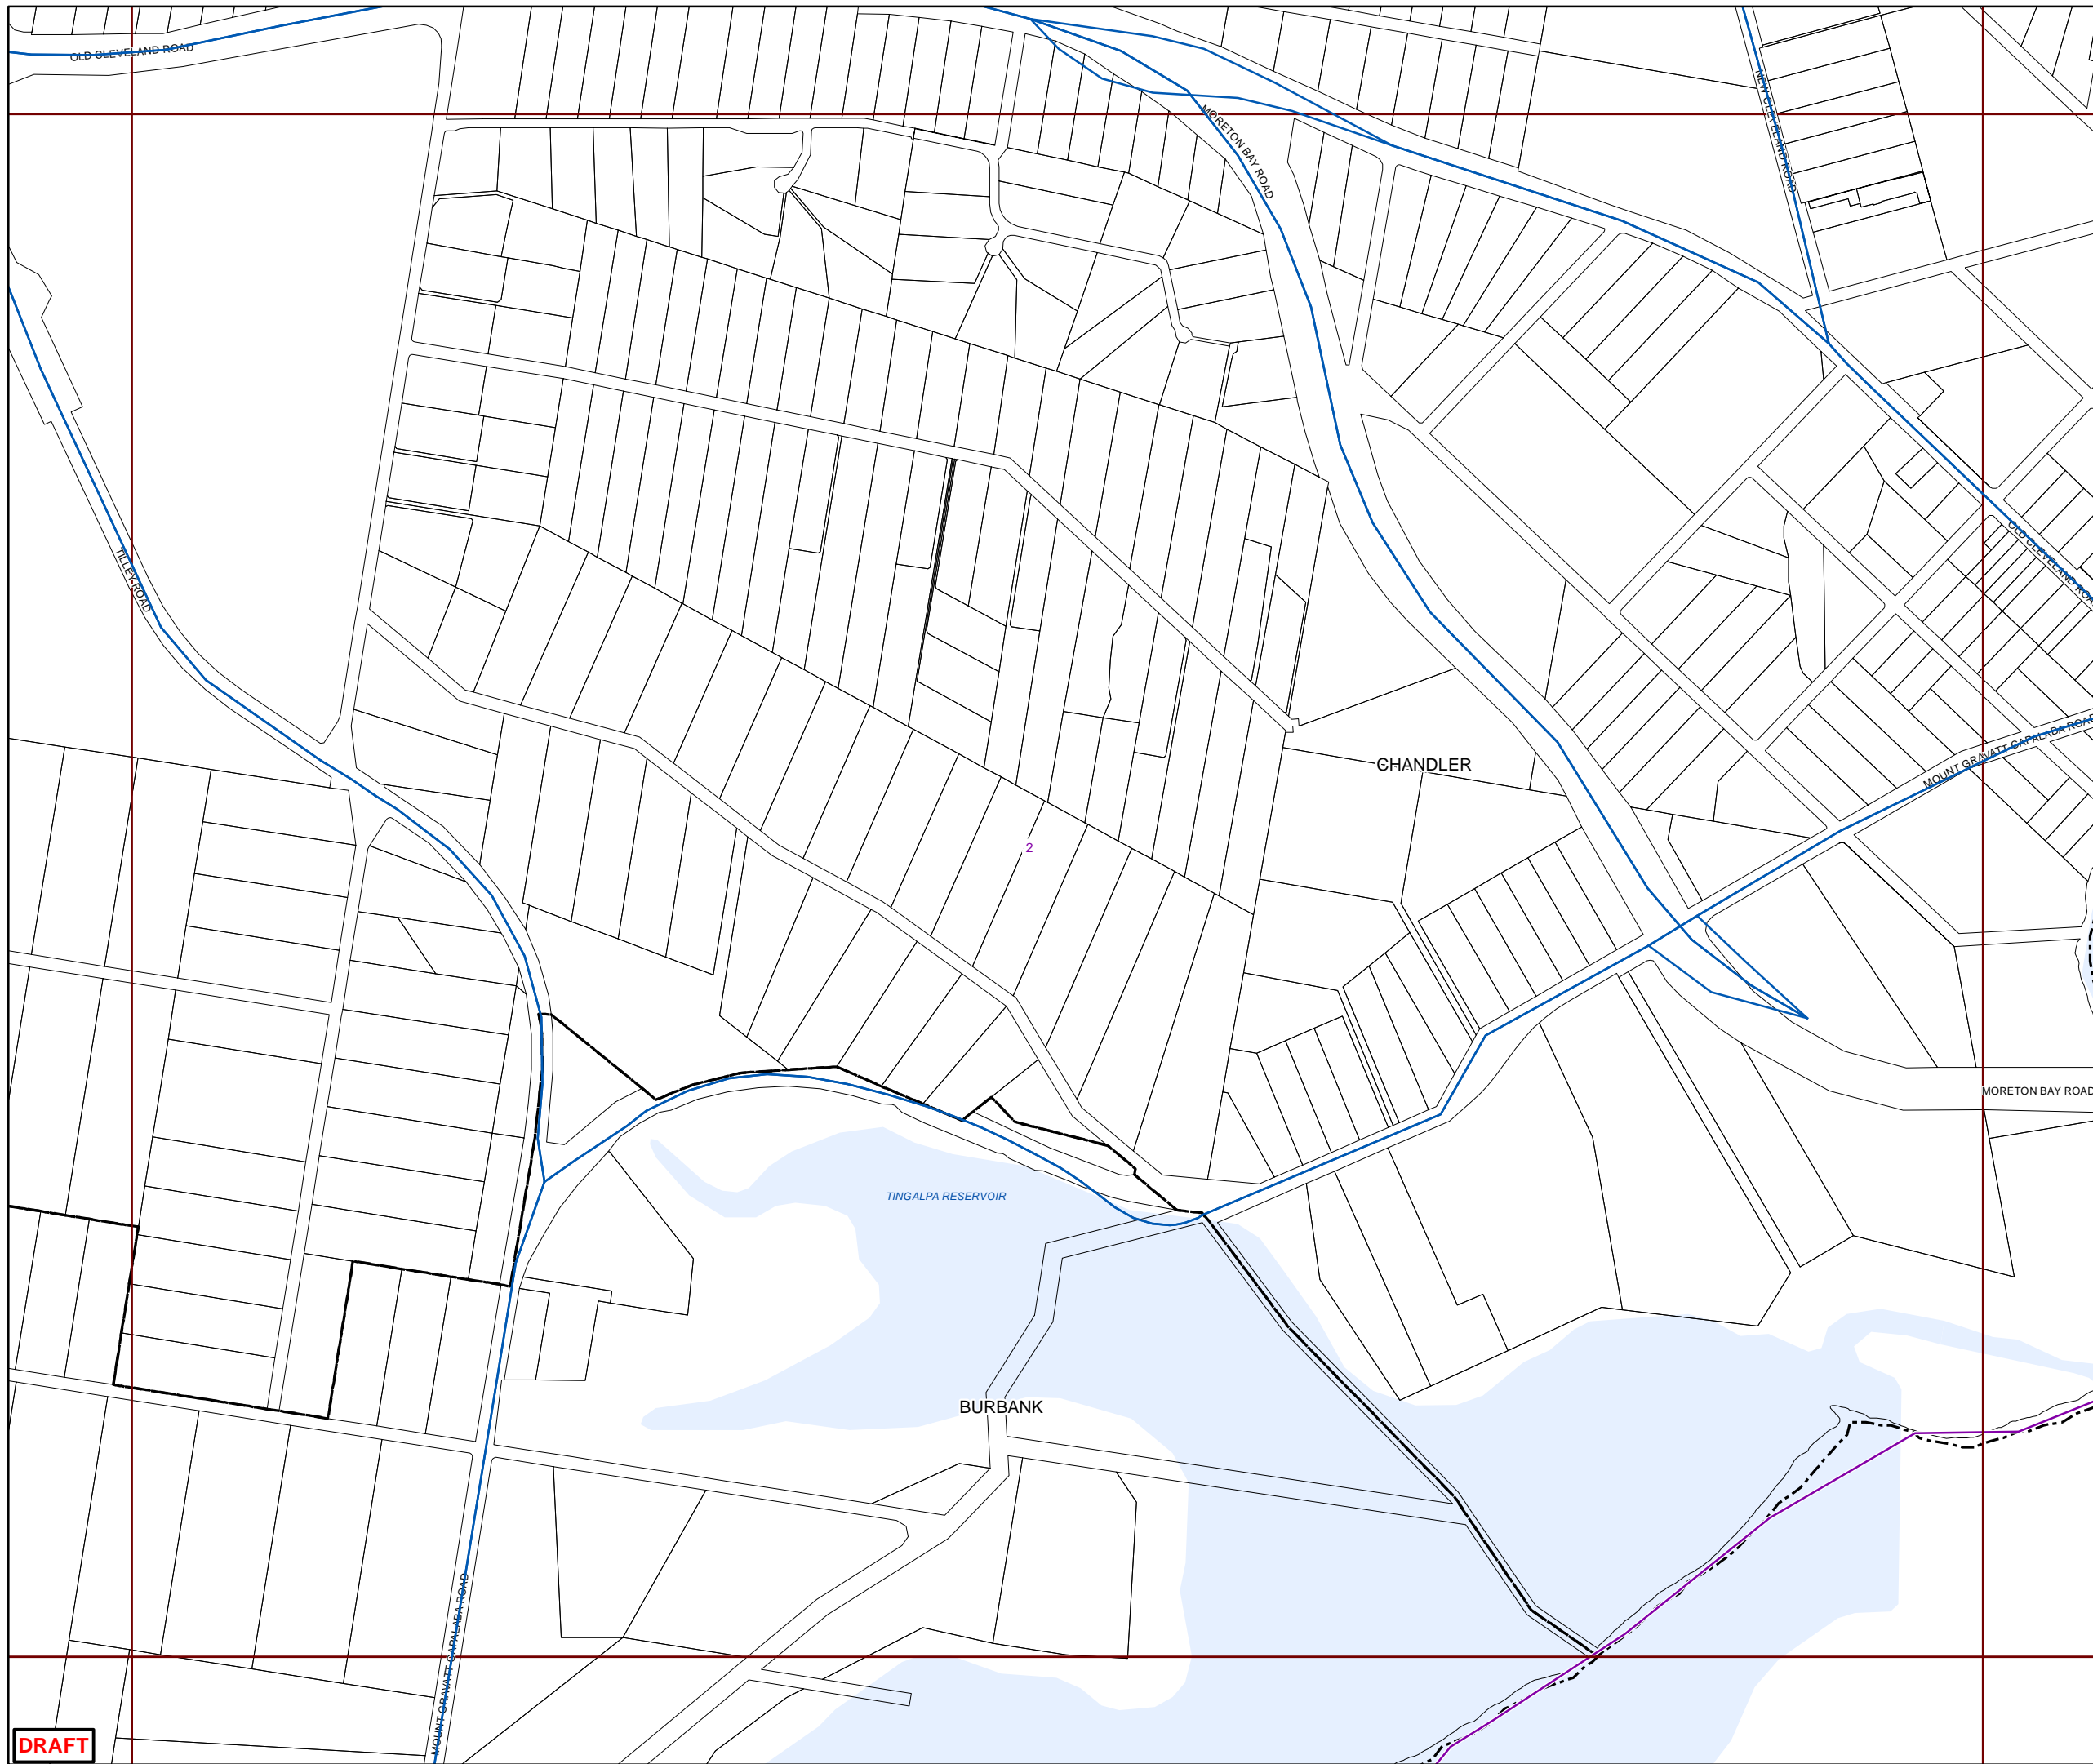 OLD CLEVELAND ROAD
MORETON BAY ROAD
NEW CLEVELAND ROAD
OLD CLEVELAND ROA
TILLEY ROAD
MOUNT GRAVATT CAPALABA ROAD
CHANDLER
2
MORETON BAY ROAD
TINGALPA RESERVOIR
BURBANK
MOUNT GRAVATT CAPALABA ROAD
DRAFT